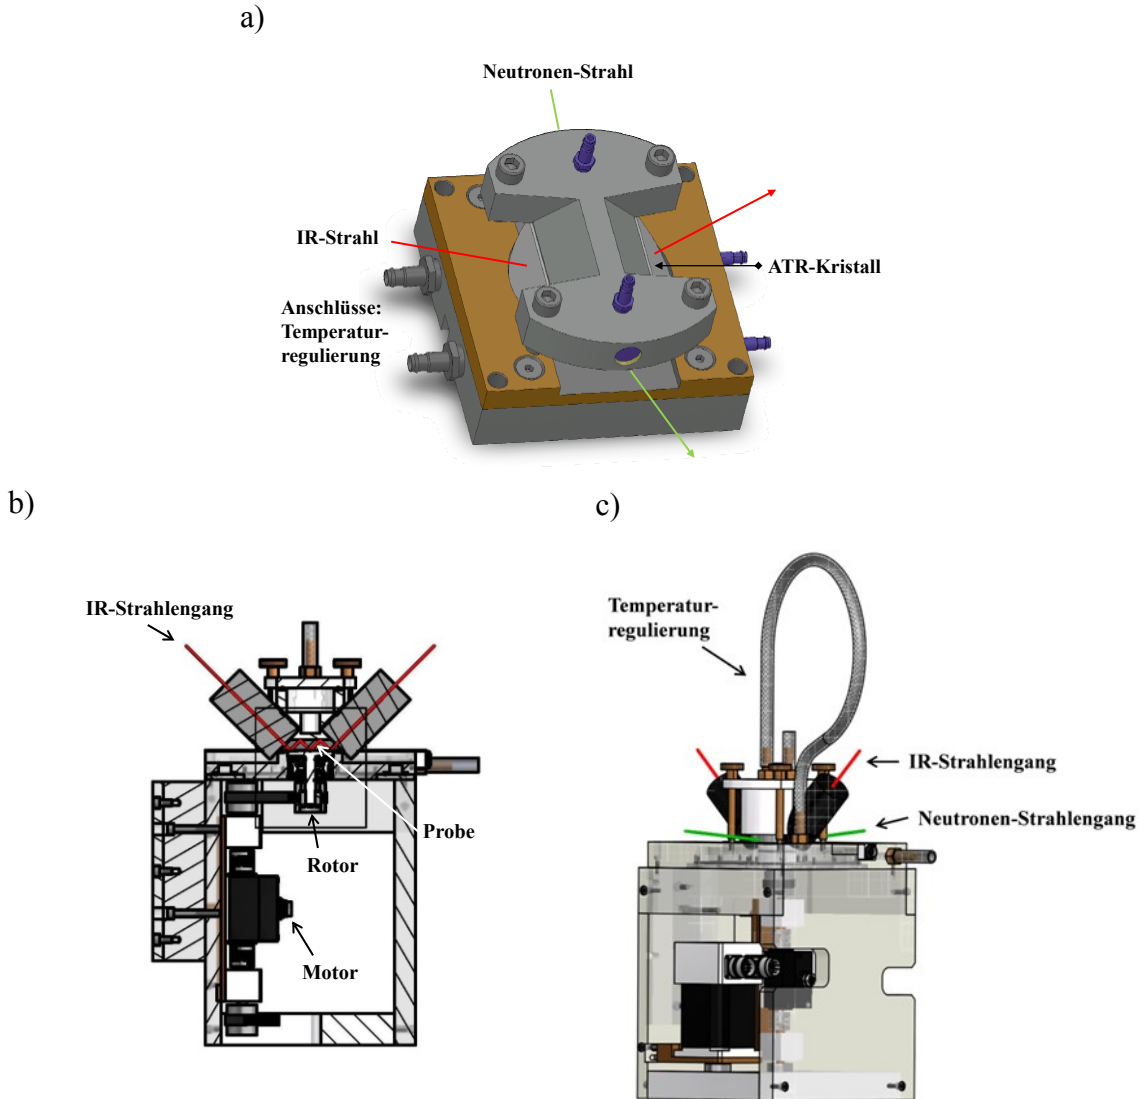 a)
Neutronen-Strahl
IR-Strahl
ATR-Kristall
Anschlüsse:
Temperatur-
regulierung
b)
IR-Strahlengang
Probe
Rotor
Motor
c)
Temperatur-
regulierung
IR-Strahlengang
Neutronen-Strahlengang